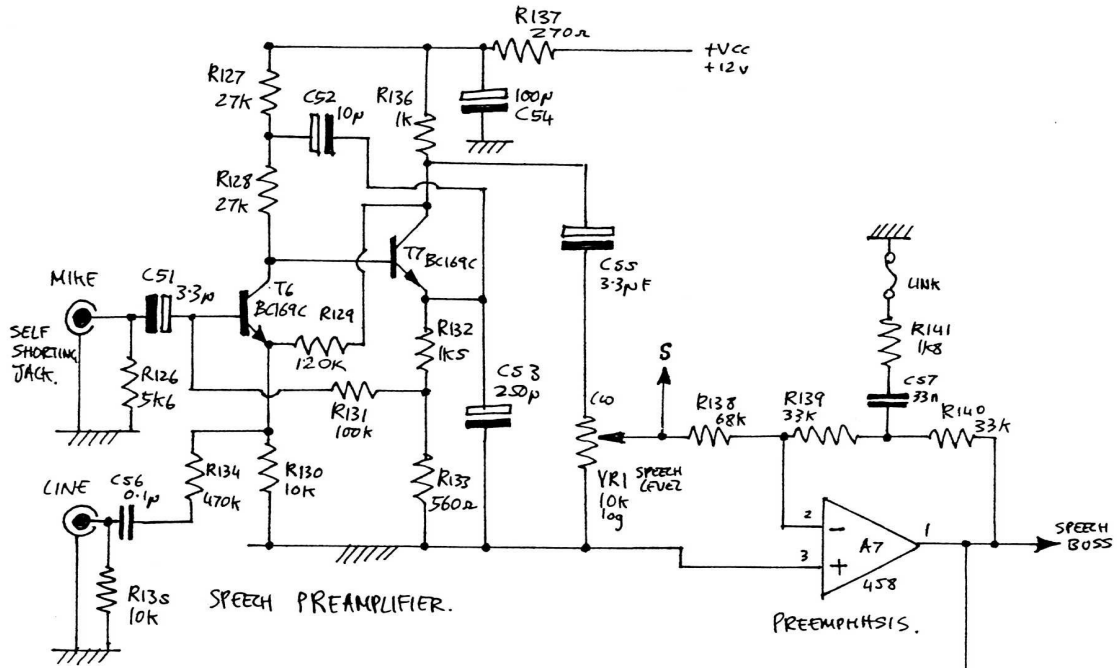 R137
270Ω
+VCC
+12v
R127
27K
C52
10μ
R136
1K
100μ
C54
R128
27K
T7
BC169C
C55
3.3μF
LINK
MIKE
C51
3.3μ
T6
BC169C
R129
120K
R132
1K5
R141
1K8
SELF
SHORTING
JACK.
R126
5K6
R131
100K
C53
250μ
S
C57
33n
R138
68K
R139
33K
R140
33K
LINE
C56
0.1μ
R134
470K
R130
10K
R133
560Ω
VR1
10K
log
SPEECH
LEVEL
2
-
3
+
A7
458
1
SPEECH
BUSS
R135
10K
SPEECH PREAMPLIFIER.
PREEMPHASIS.